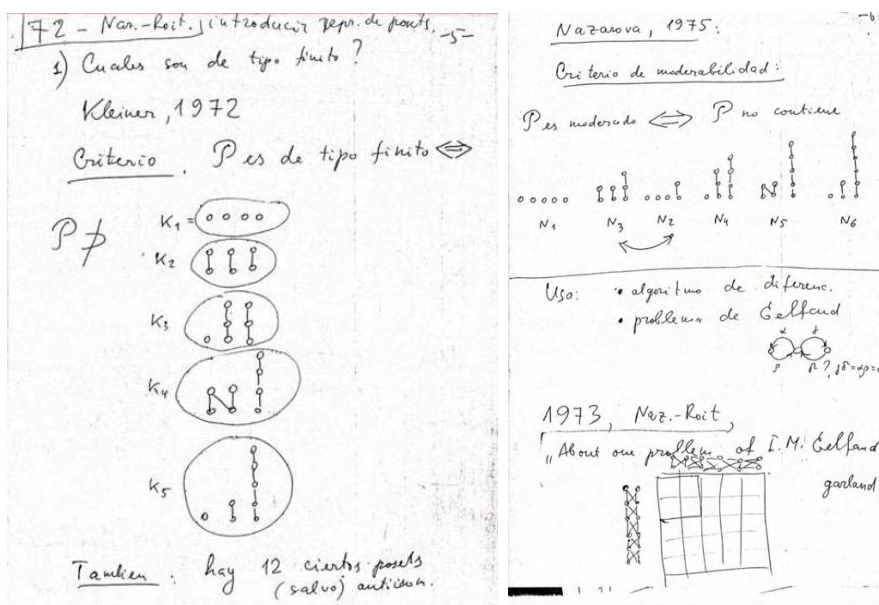 72 - Naz.-Roit. introducir repr. de posets. -5-
1) Cuales son de tipo finito?
Kleiner, 1972
Criterio. P es de tipo finito ⟺
P ⊅
K1 =
K2
K3
K4
K5
Tambien: hay 12 ciertos posets
(salvo) antiisom.
-6
Nazarova, 1975:
Criterio de moderabilidad:
P es moderado ⟺ P no contiene
N1 N3 N2 N4 N5 N6
Usa: • algoritmo de diferenc.
• problema de Gelfand
1973, Naz.-Roit,
"About one problem of I.M. Gelfand
garland